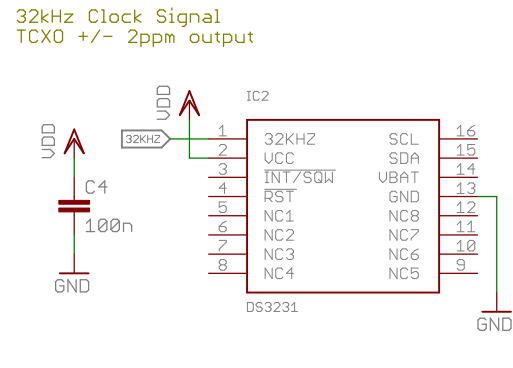 32kHz Clock Signal
TCXO +/- 2ppm output
VDD
IC2
32KHZ
1 32KHZ SCL 16
2 VCC SDA 15
3 INT/SQW VBAT 14
4 RST GND 13
5 NC1 NC8 12
6 NC2 NC7 11
7 NC3 NC6 10
8 NC4 NC5 9
DS3231
GND
VDD
C4
100n
GND